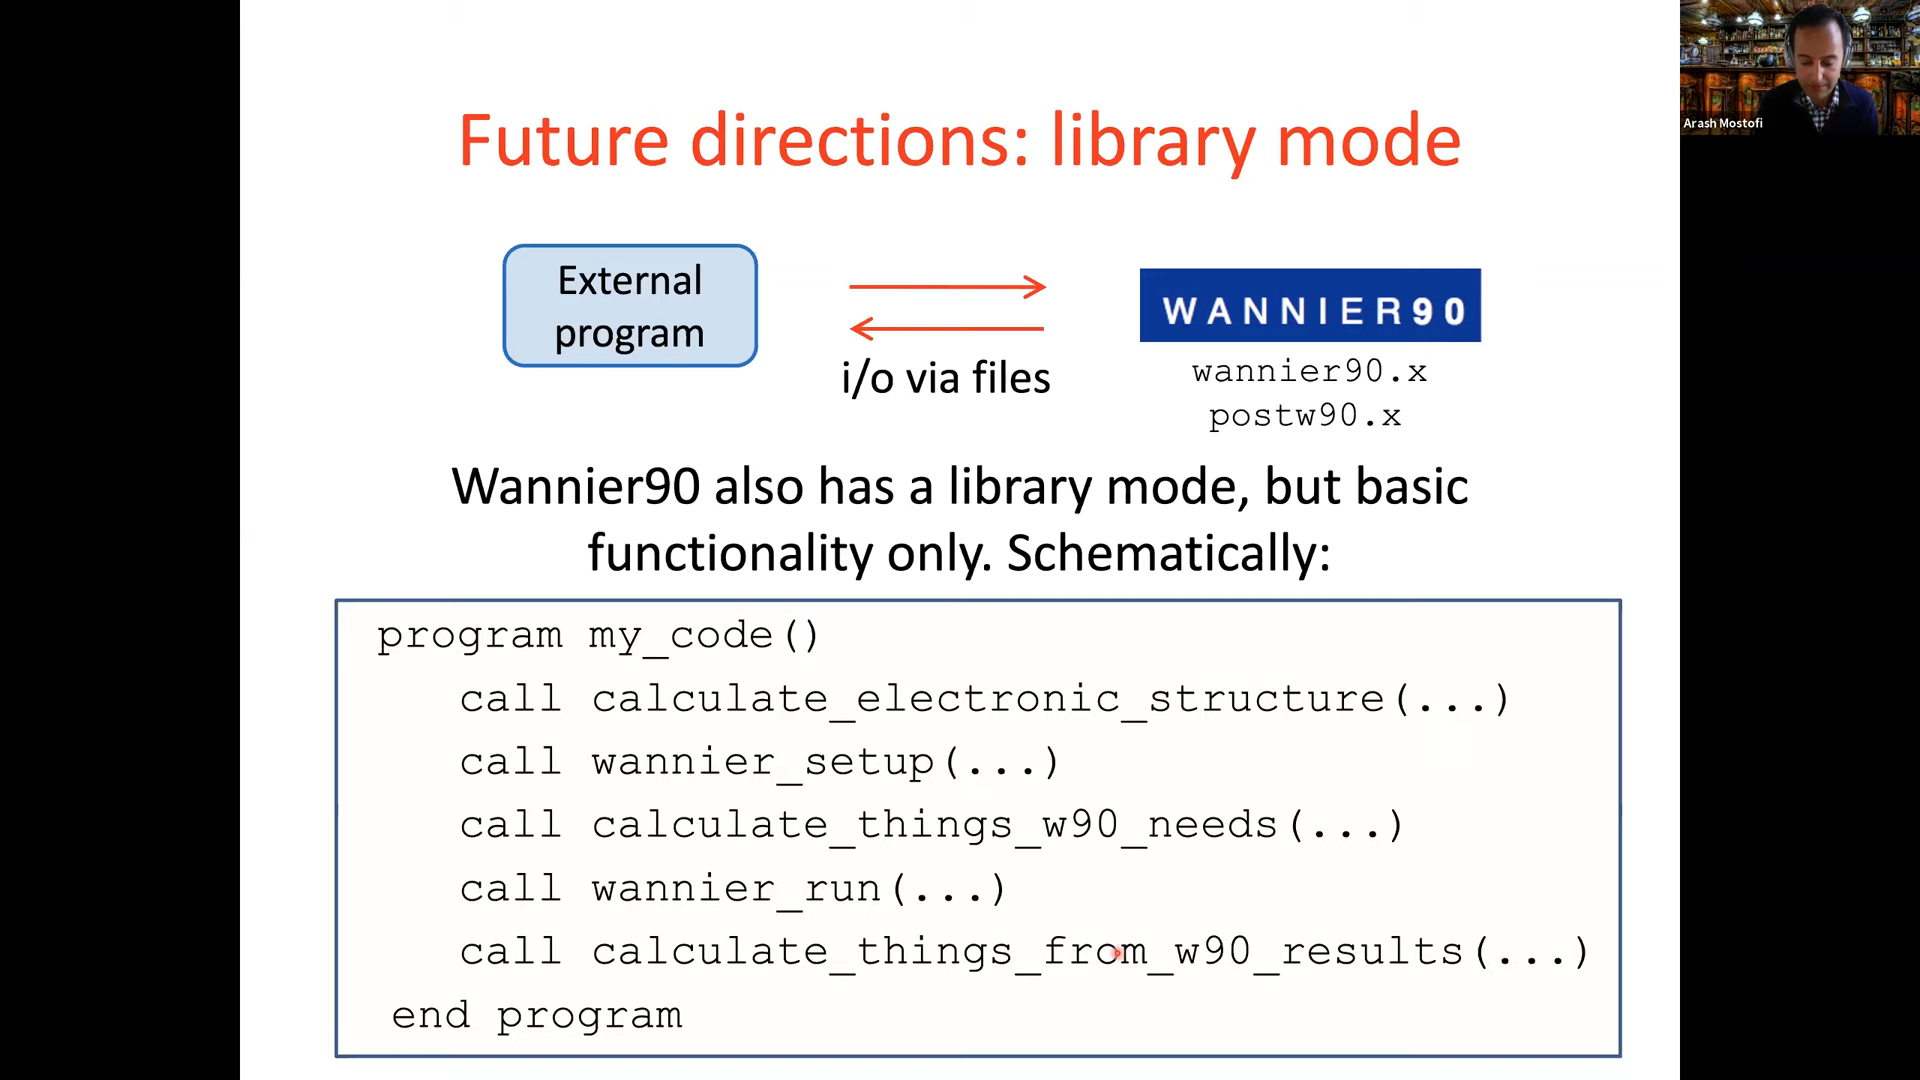 Arash Mostofi
Future directions: library mode
External
program
i/o via files
WANNIER90
wannier90.x
postw90.x
Wannier90 also has a library mode, but basic
functionality only. Schematically:
program my_code()
call calculate_electronic_structure(...)
call wannier_setup(...)
call calculate_things_w90_needs(...)
call wannier_run(...)
call calculate_things_from_w90_results(...)
end program